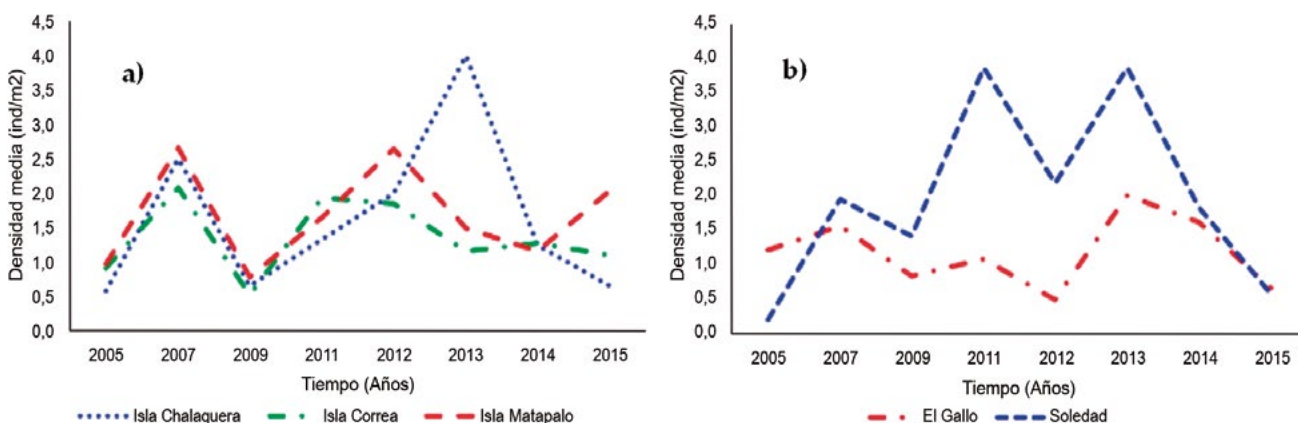 a)
Densidad media (ind/m2)
4,5
4,0
3,5
3,0
2,5
2,0
1,5
1,0
0,5
0,0
2005 2007 2009 2011 2012 2013 2014 2015
Tiempo (Años)
Isla Chalaquera Isla Correa Isla Matapalo
b)
Densidad media (ind/m2)
4,5
4,0
3,5
3,0
2,5
2,0
1,5
1,0
0,5
0,0
2005 2007 2009 2011 2012 2013 2014 2015
Tiempo (Años)
El Gallo Soledad